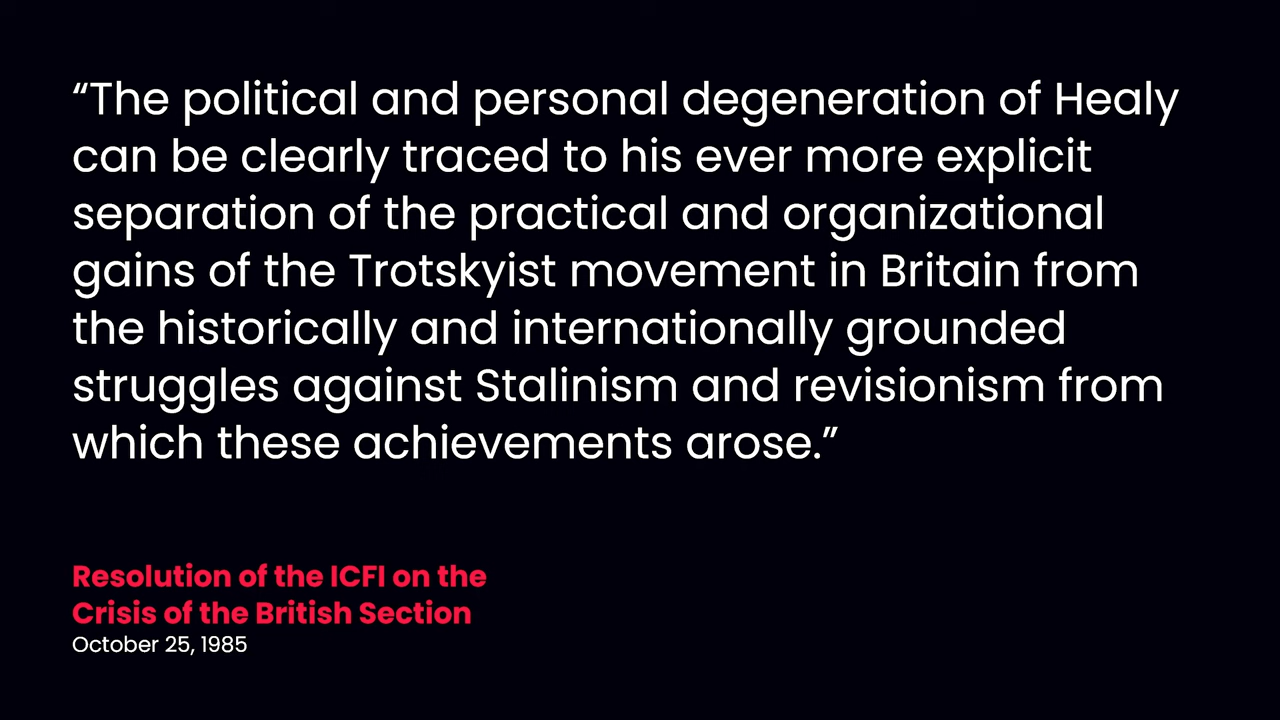 “The political and personal degeneration of Healy
can be clearly traced to his ever more explicit
separation of the practical and organizational
gains of the Trotskyist movement in Britain from
the historically and internationally grounded
struggles against Stalinism and revisionism from
which these achievements arose.”
Resolution of the ICFI on the
Crisis of the British Section
October 25, 1985